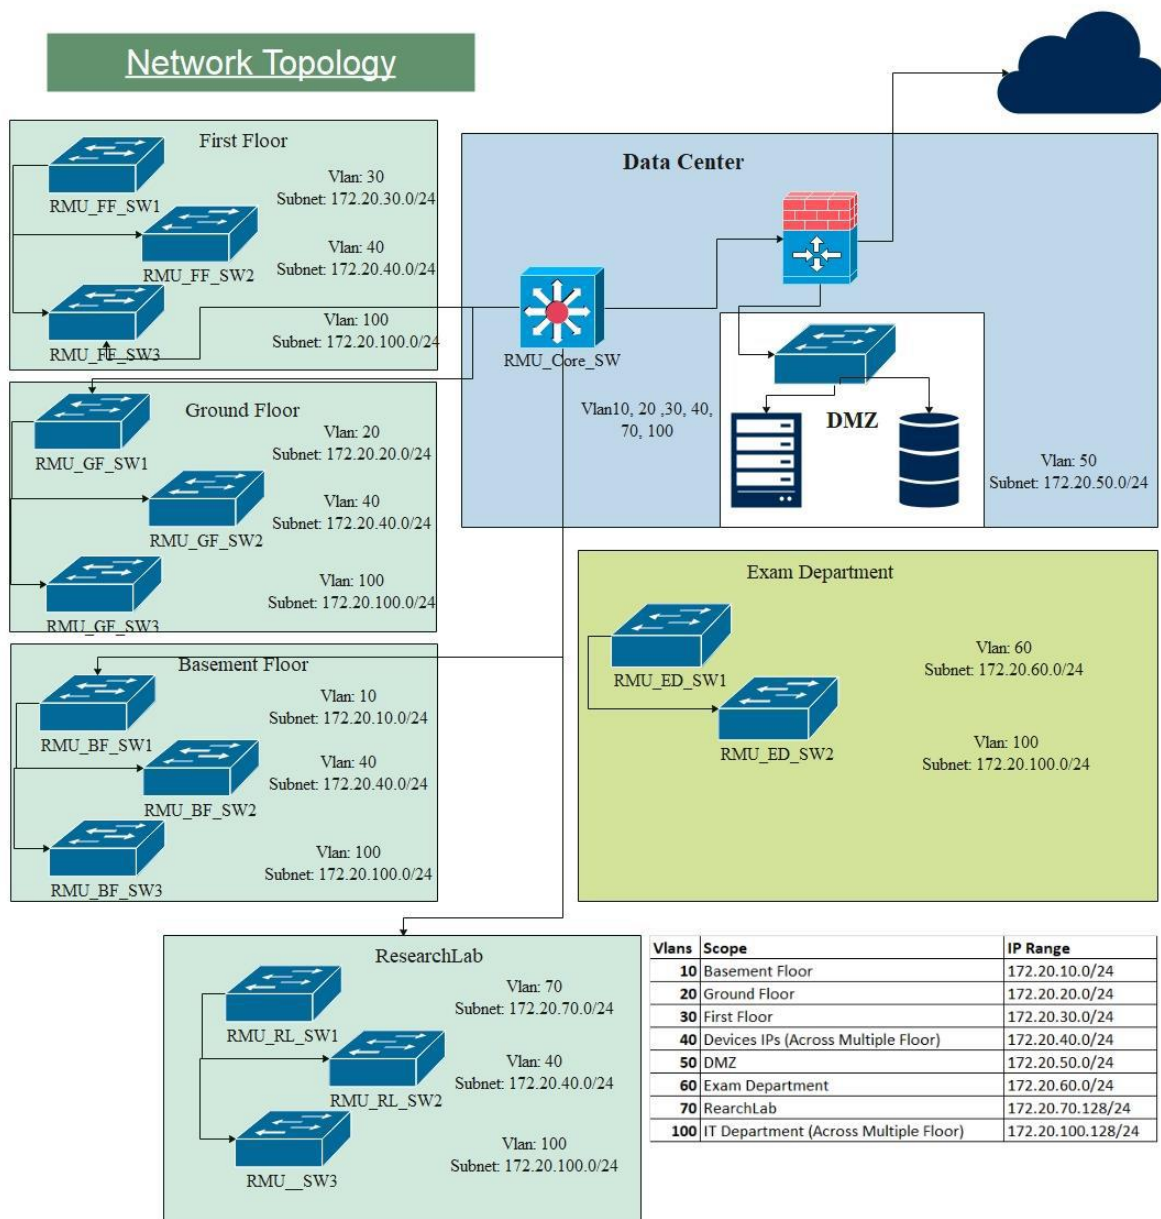 Network Topology
First Floor
RMU_FF_SW1
Vlan: 30
Subnet: 172.20.30.0/24
RMU_FF_SW2
Vlan: 40
Subnet: 172.20.40.0/24
RMU_FF_SW3
Vlan: 100
Subnet: 172.20.100.0/24
Ground Floor
RMU_GF_SW1
Vlan: 20
Subnet: 172.20.20.0/24
RMU_GF_SW2
Vlan: 40
Subnet: 172.20.40.0/24
RMU_GF_SW3
Vlan: 100
Subnet: 172.20.100.0/24
Basement Floor
RMU_BF_SW1
Vlan: 10
Subnet: 172.20.10.0/24
RMU_BF_SW2
Vlan: 40
Subnet: 172.20.40.0/24
RMU_BF_SW3
Vlan: 100
Subnet: 172.20.100.0/24
Data Center
RMU_Core_SW
Vlan10, 20 ,30, 40,
70, 100
DMZ
Vlan: 50
Subnet: 172.20.50.0/24
Exam Department
RMU_ED_SW1
Vlan: 60
Subnet: 172.20.60.0/24
RMU_ED_SW2
Vlan: 100
Subnet: 172.20.100.0/24
ResearchLab
RMU_RL_SW1
Vlan: 70
Subnet: 172.20.70.0/24
RMU_RL_SW2
Vlan: 40
Subnet: 172.20.40.0/24
RMU__SW3
Vlan: 100
Subnet: 172.20.100.0/24
Vlans Scope IP Range
10 Basement Floor 172.20.10.0/24
20 Ground Floor 172.20.20.0/24
30 First Floor 172.20.30.0/24
40 Devices IPs (Across Multiple Floor) 172.20.40.0/24
50 DMZ 172.20.50.0/24
60 Exam Department 172.20.60.0/24
70 RearchLab 172.20.70.128/24
100 IT Department (Across Multiple Floor) 172.20.100.128/24